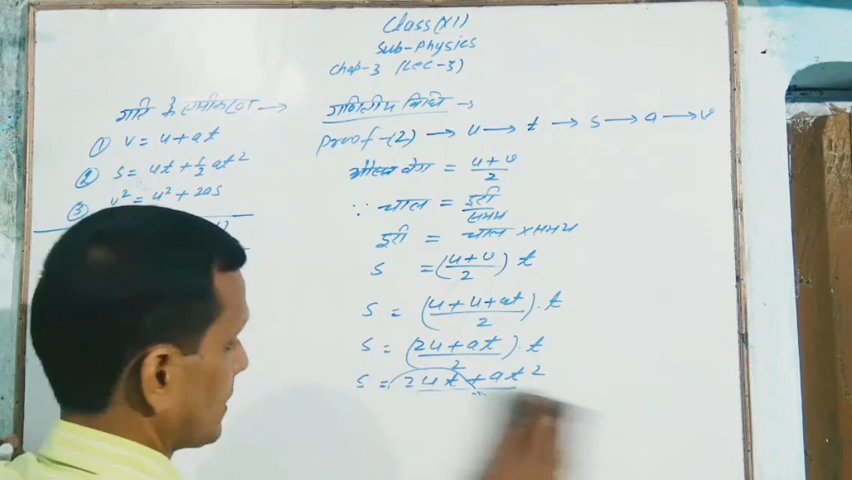 Class (XI)
Sub-Physics
Chap-3 (Lec-3)
गति के समीकरण →
① v = u + at
② s = ut + ½ at²
③ v² = u² + 2as
गणितीय विधि →
Proof-(2) → u → t → s → a → v
औसत वेग = u+v/2
∵ चाल = दूरी/समय
दूरी = चाल × समय
s = (u+v/2) t
s = (u+u+at/2).t
s = (2u+at/2).t
s = 2ut + at²